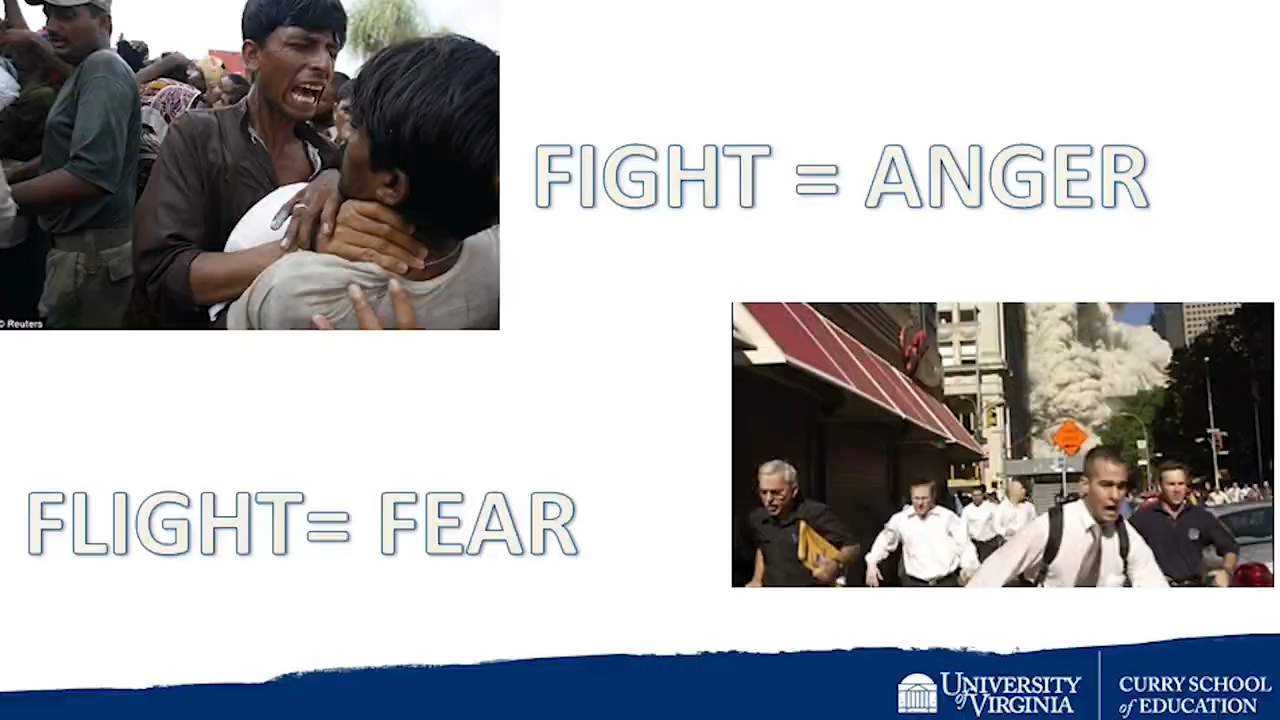 FIGHT = ANGER
© Reuters
FLIGHT= FEAR
UNIVERSITY
of VIRGINIA
CURRY SCHOOL
of EDUCATION